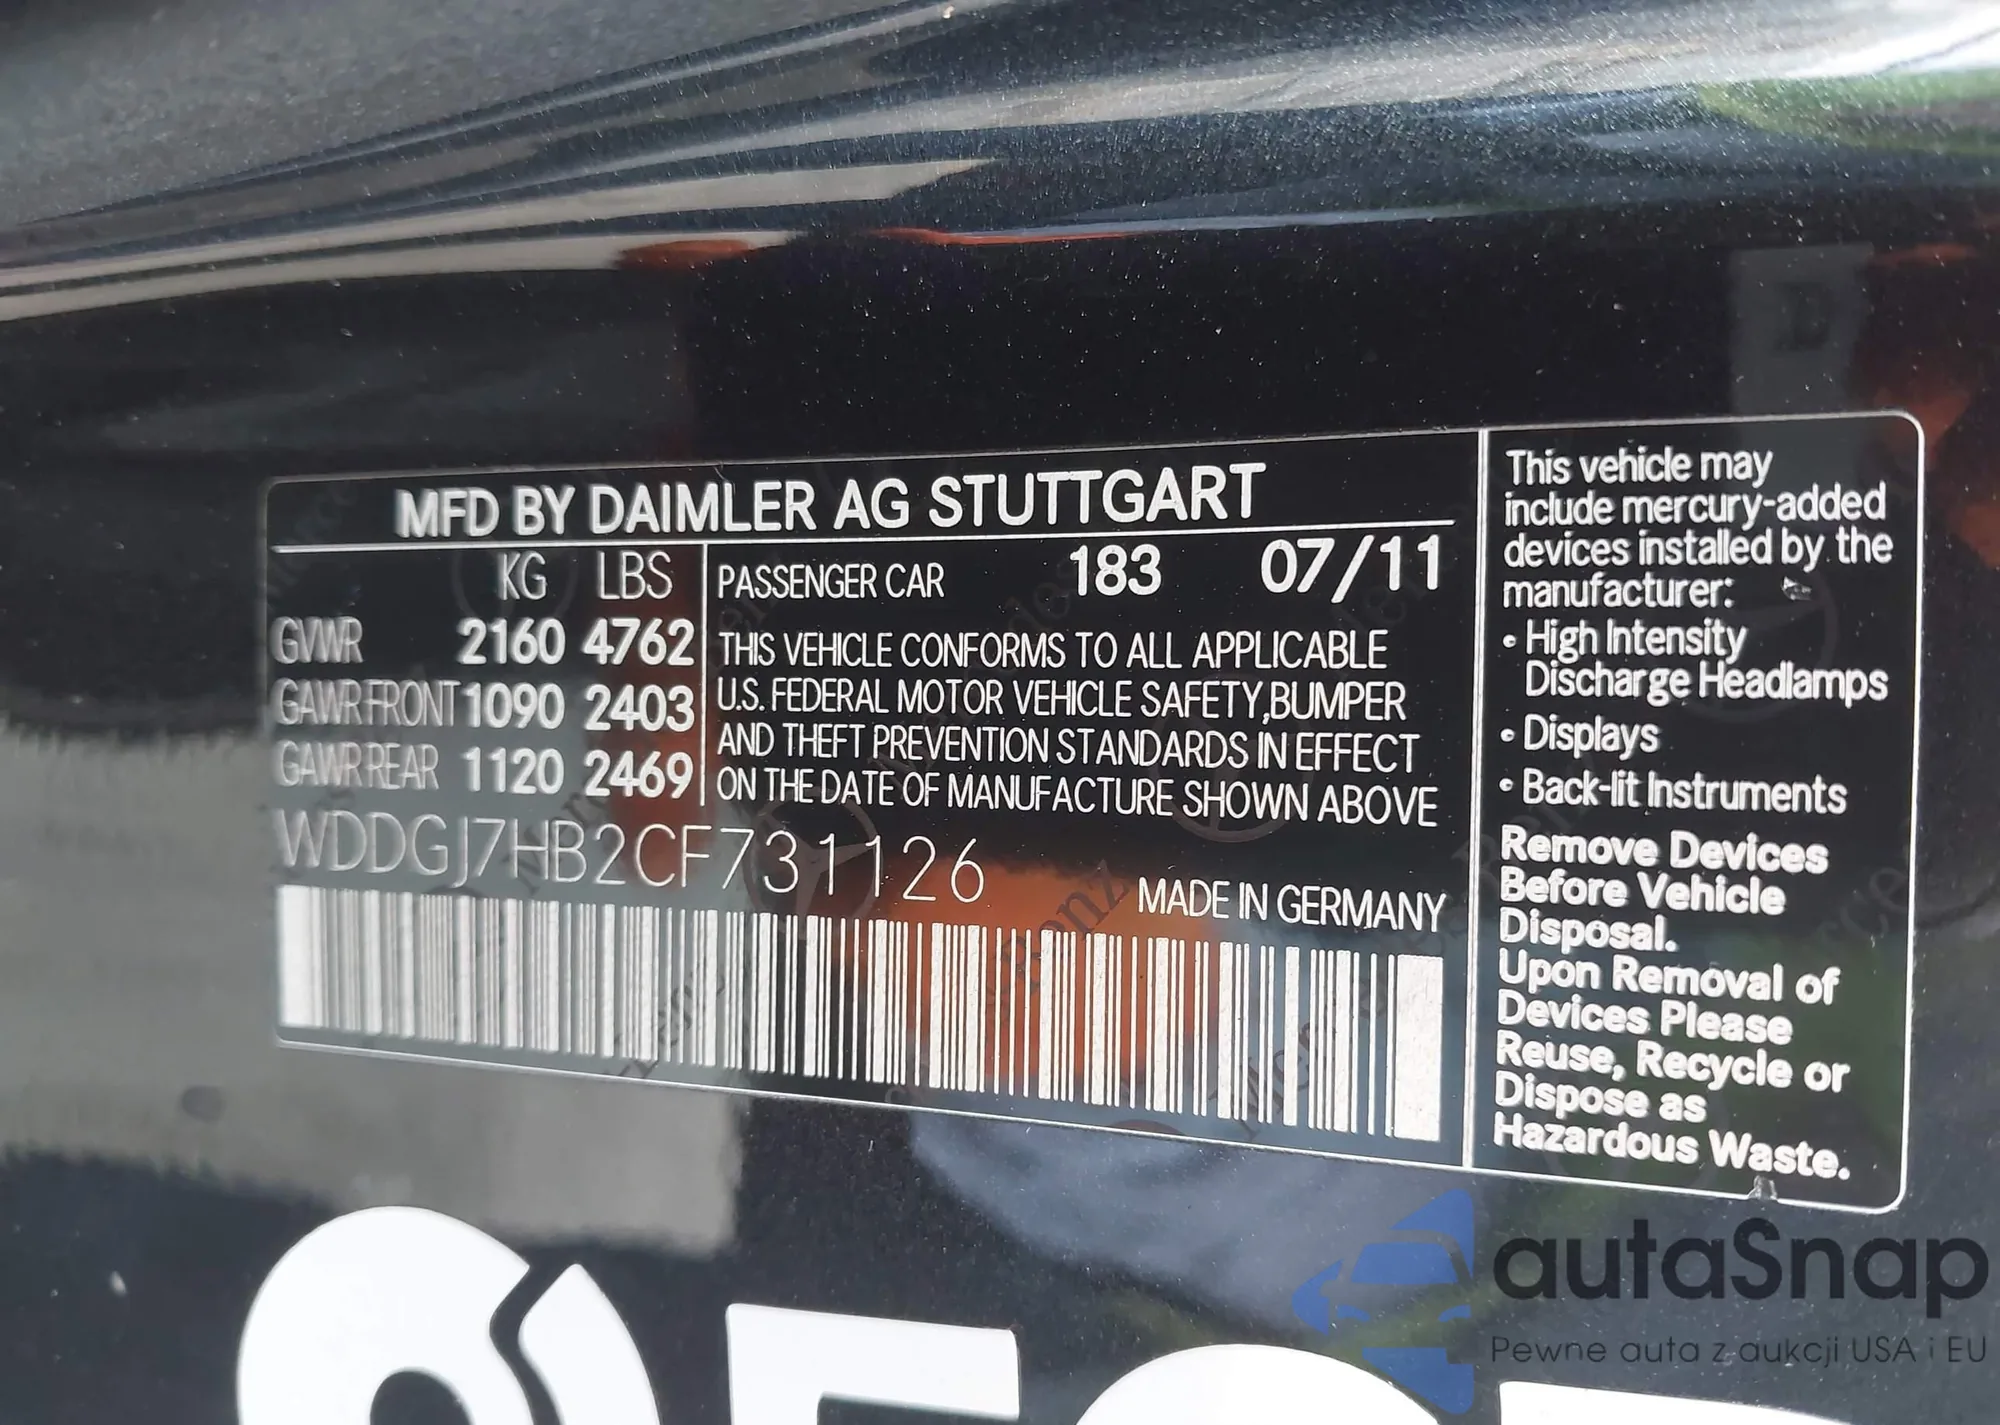 MFD BY DAIMLER AG STUTTGART
KG LBS
GVWR 2160 4762
GAWR FRONT 1090 2403
GAWR REAR 1120 2469
PASSENGER CAR 183 07/11
THIS VEHICLE CONFORMS TO ALL APPLICABLE
U.S. FEDERAL MOTOR VEHICLE SAFETY,BUMPER
AND THEFT PREVENTION STANDARDS IN EFFECT
ON THE DATE OF MANUFACTURE SHOWN ABOVE
WDDGJ7HB2CF731126
MADE IN GERMANY
This vehicle may
include mercury-added
devices installed by the
manufacturer:
• High Intensity
Discharge Headlamps
• Displays
• Back-lit Instruments
Remove Devices
Before Vehicle
Disposal.
Upon Removal of
Devices Please
Reuse, Recycle or
Dispose as
Hazardous Waste.
autaSnap
Pewne auta z aukcji USA i EU